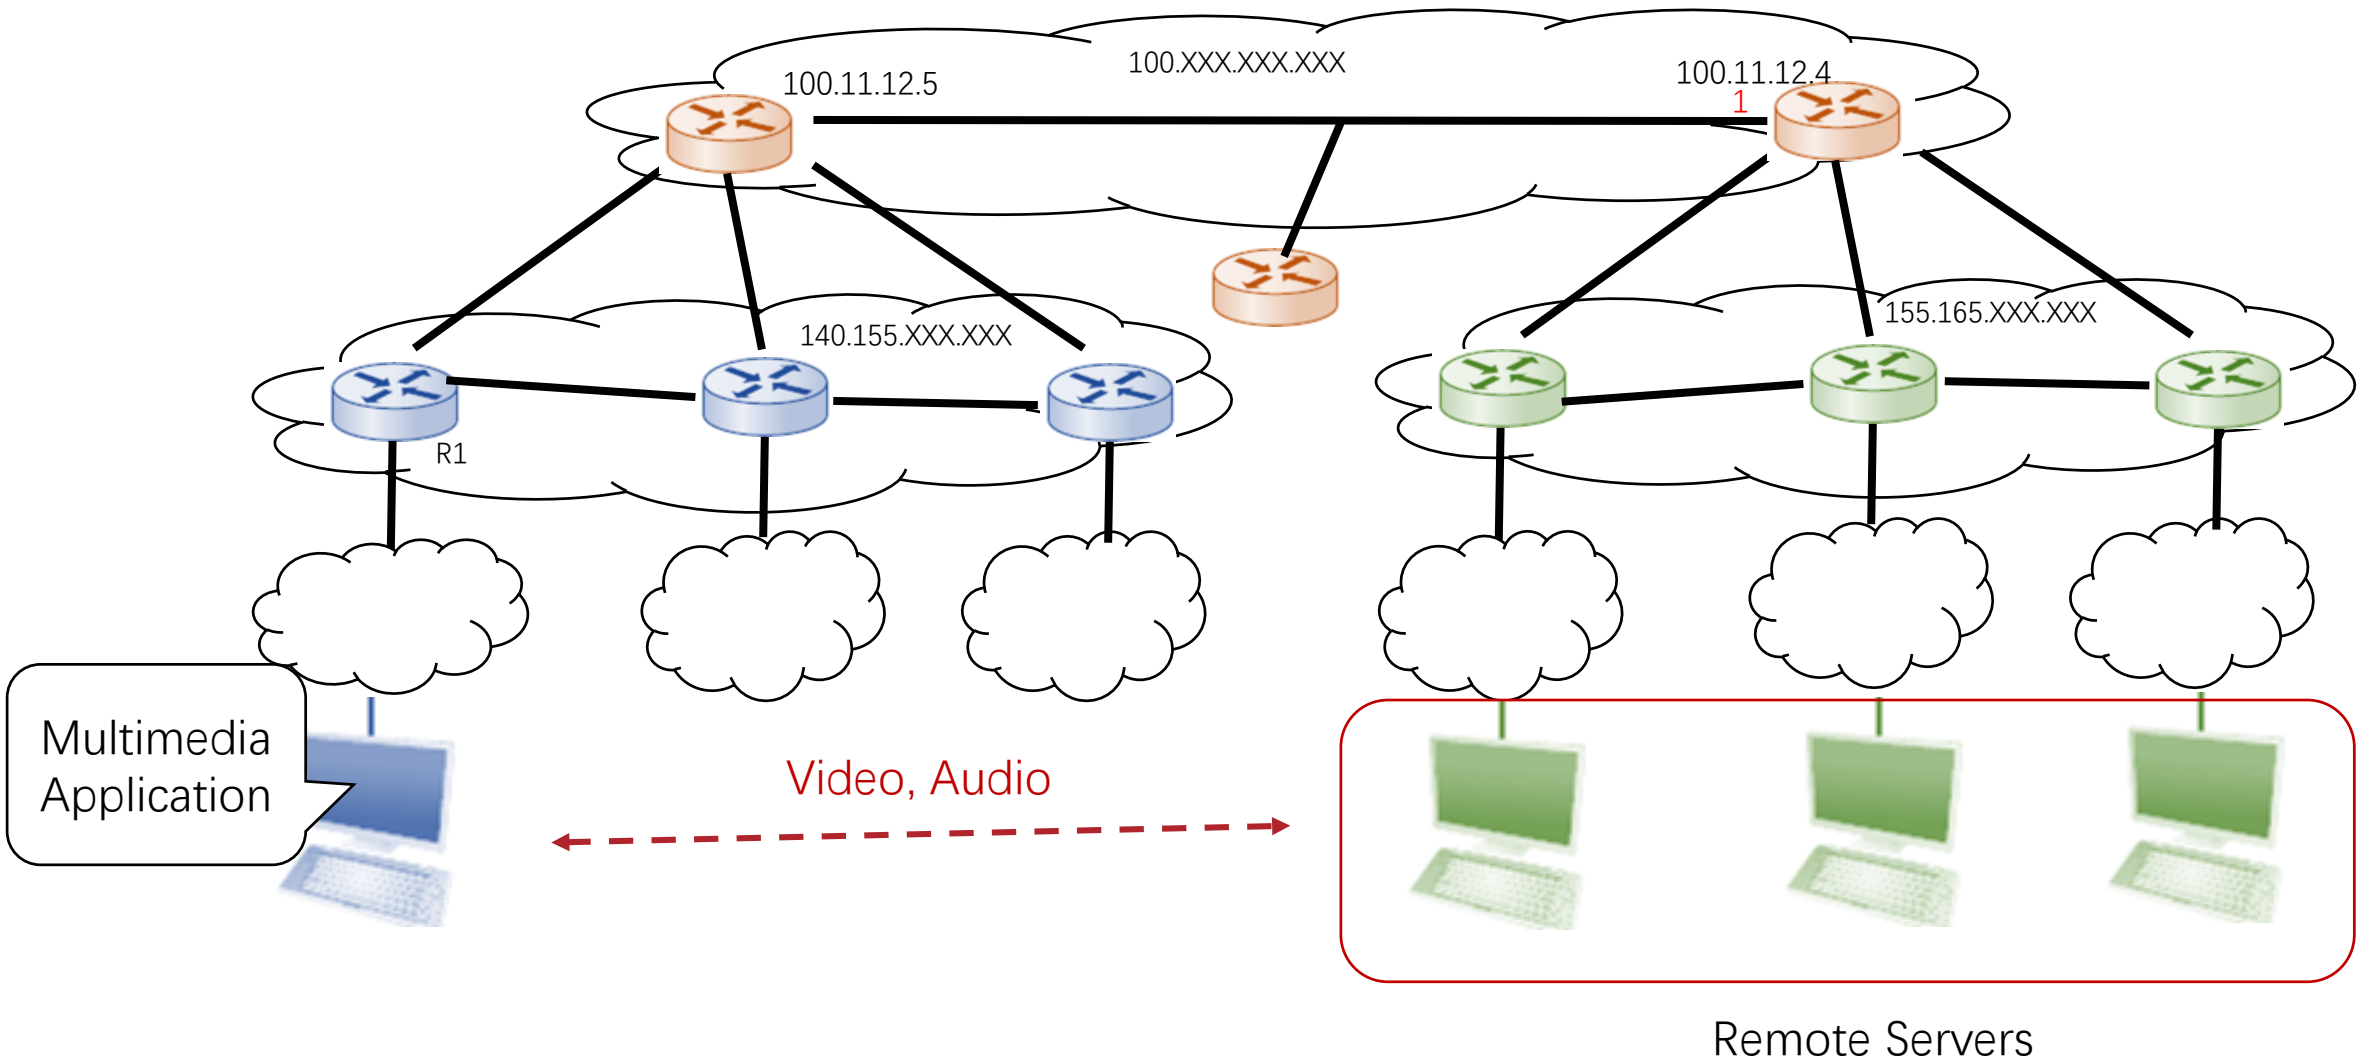 100.XXX.XXX.XXX
100.11.12.5
100.11.12.4
1
140.155.XXX.XXX
155.165.XXX.XXX
R1
Multimedia
Application
Video, Audio
Remote Servers